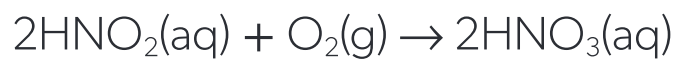 2HNO₂(aq) + O₂(g) → 2HNO₃(aq)